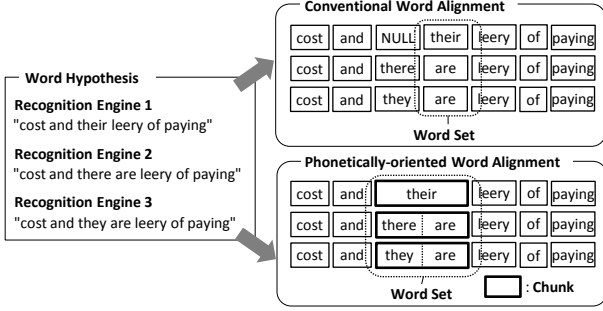 Conventional Word Alignment
cost and NULL their leery of paying
cost and there are leery of paying
cost and they are leery of paying
Word Set
Word Hypothesis
Recognition Engine 1
"cost and their leery of paying"
Recognition Engine 2
"cost and there are leery of paying"
Recognition Engine 3
"cost and they are leery of paying"
Phonetically-oriented Word Alignment
cost and their leery of paying
cost and there are leery of paying
cost and they are leery of paying
Word Set : Chunk